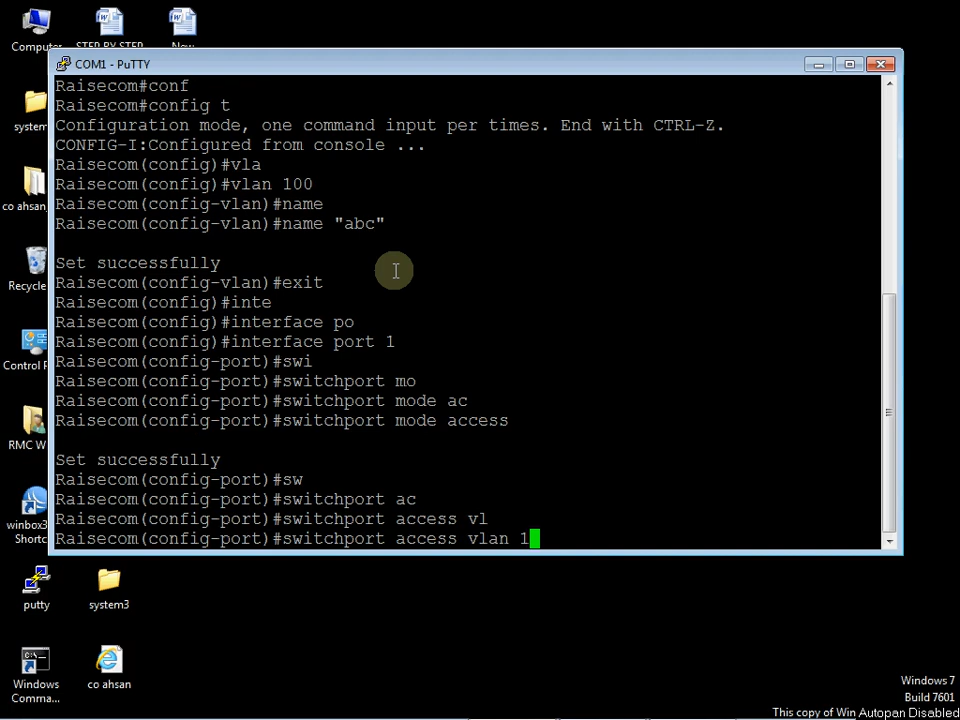 Computer
STEP BY STEP
New
COM1 - PuTTY
Raisecom#conf
Raisecom#config t
Configuration mode, one command input per times. End with CTRL-Z.
CONFIG-I:Configured from console ...
Raisecom(config)#vla
Raisecom(config)#vlan 100
Raisecom(config-vlan)#name
Raisecom(config-vlan)#name "abc"
Set successfully
Raisecom(config-vlan)#exit
Raisecom(config)#inte
Raisecom(config)#interface po
Raisecom(config)#interface port 1
Raisecom(config-port)#swi
Raisecom(config-port)#switchport mo
Raisecom(config-port)#switchport mode ac
Raisecom(config-port)#switchport mode access
Set successfully
Raisecom(config-port)#sw
Raisecom(config-port)#switchport ac
Raisecom(config-port)#switchport access vl
Raisecom(config-port)#switchport access vlan 1
system
co ahsan
Recycle
Control P
RMC W
winbox3
Shortc
putty
system3
Windows
Comma...
co ahsan
Windows 7
Build 7601
This copy of Win Autopan Disabled